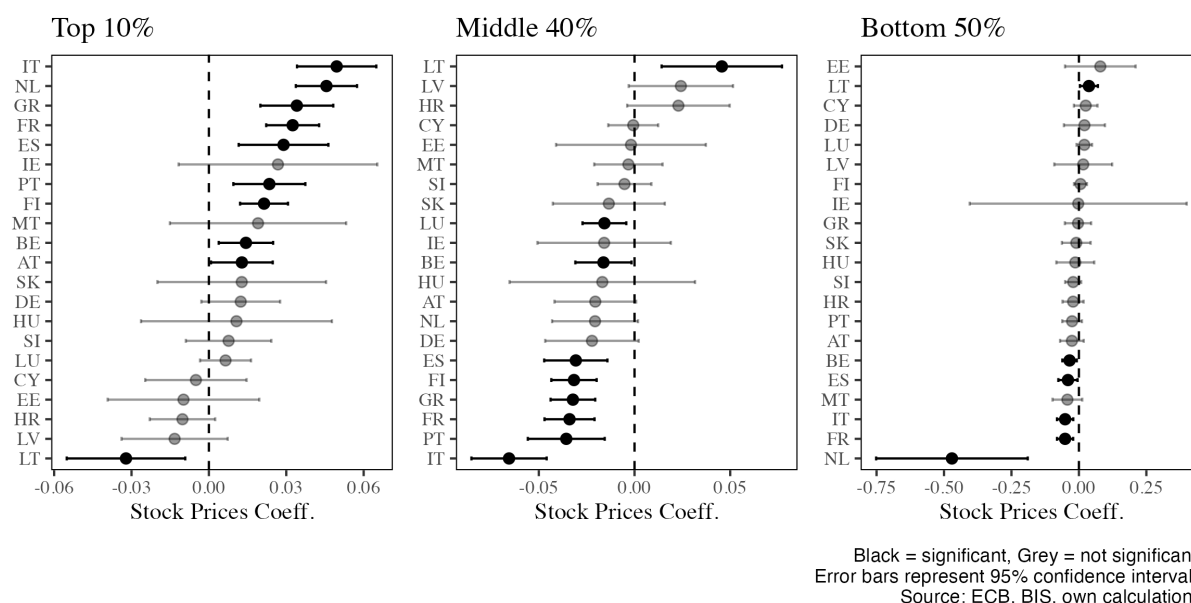 Top 10%
IT
NL
GR
FR
ES
IE
PT
FI
MT
BE
AT
SK
DE
HU
SI
LU
CY
EE
HR
LV
LT
-0.06 -0.03 0.00 0.03 0.06
Stock Prices Coeff.
Middle 40%
LT
LV
HR
CY
EE
MT
SI
SK
LU
IE
BE
HU
AT
NL
DE
ES
FI
GR
FR
PT
IT
-0.05 0.00 0.05
Stock Prices Coeff.
Bottom 50%
EE
LT
CY
DE
LU
LV
FI
IE
GR
SK
HU
SI
HR
PT
AT
BE
ES
MT
IT
FR
NL
-0.75 -0.50 -0.25 0.00 0.25
Stock Prices Coeff.
Black = significant, Grey = not significan
Error bars represent 95% confidence interval
Source: ECB, BIS, own calculation